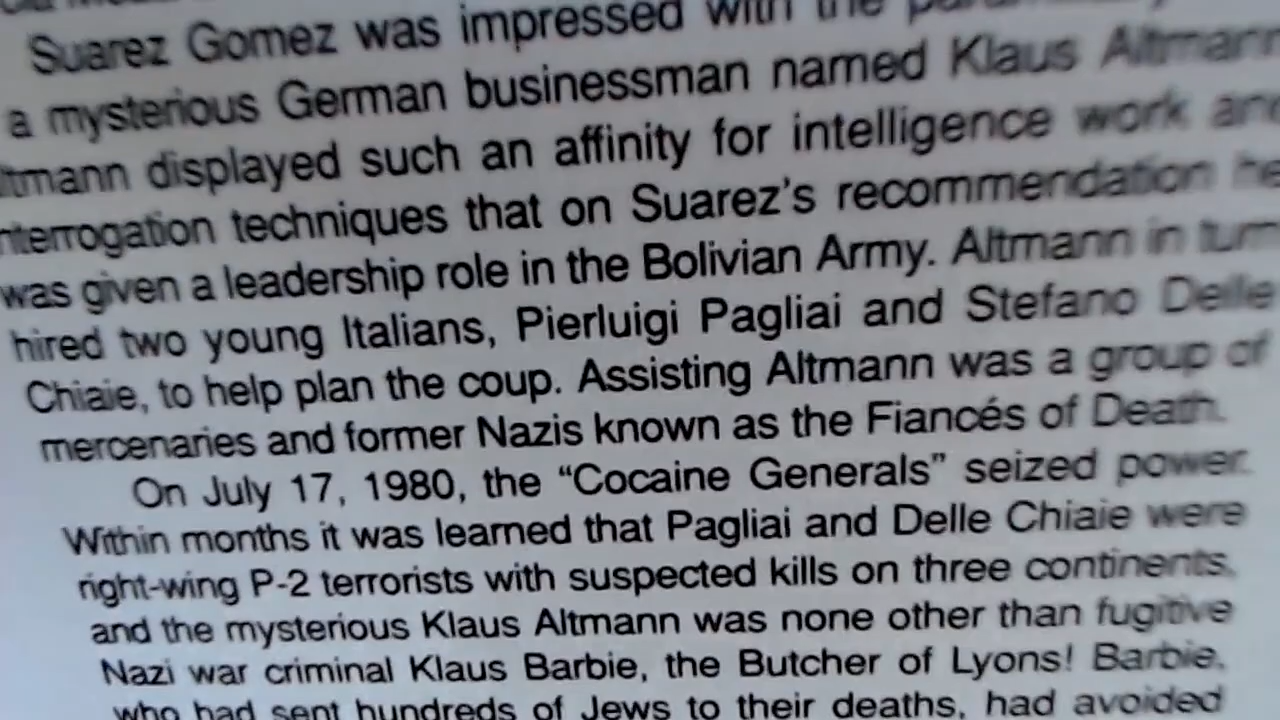 Suarez Gomez was impressed with the
a mysterious German businessman named Klaus Altmann
ltmann displayed such an affinity for intelligence work and
nterrogation techniques that on Suarez's recommendation he
was given a leadership role in the Bolivian Army. Altmann in turn
hired two young Italians, Pierluigi Pagliai and Stefano Delle
Chiaie, to help plan the coup. Assisting Altmann was a group of
mercenaries and former Nazis known as the Fiancés of Death.
On July 17, 1980, the “Cocaine Generals” seized power.
Within months it was learned that Pagliai and Delle Chiaie were
right-wing P-2 terrorists with suspected kills on three continents,
and the mysterious Klaus Altmann was none other than fugitive
Nazi war criminal Klaus Barbie, the Butcher of Lyons! Barbie,
who had sent hundreds of Jews to their deaths, had avoided